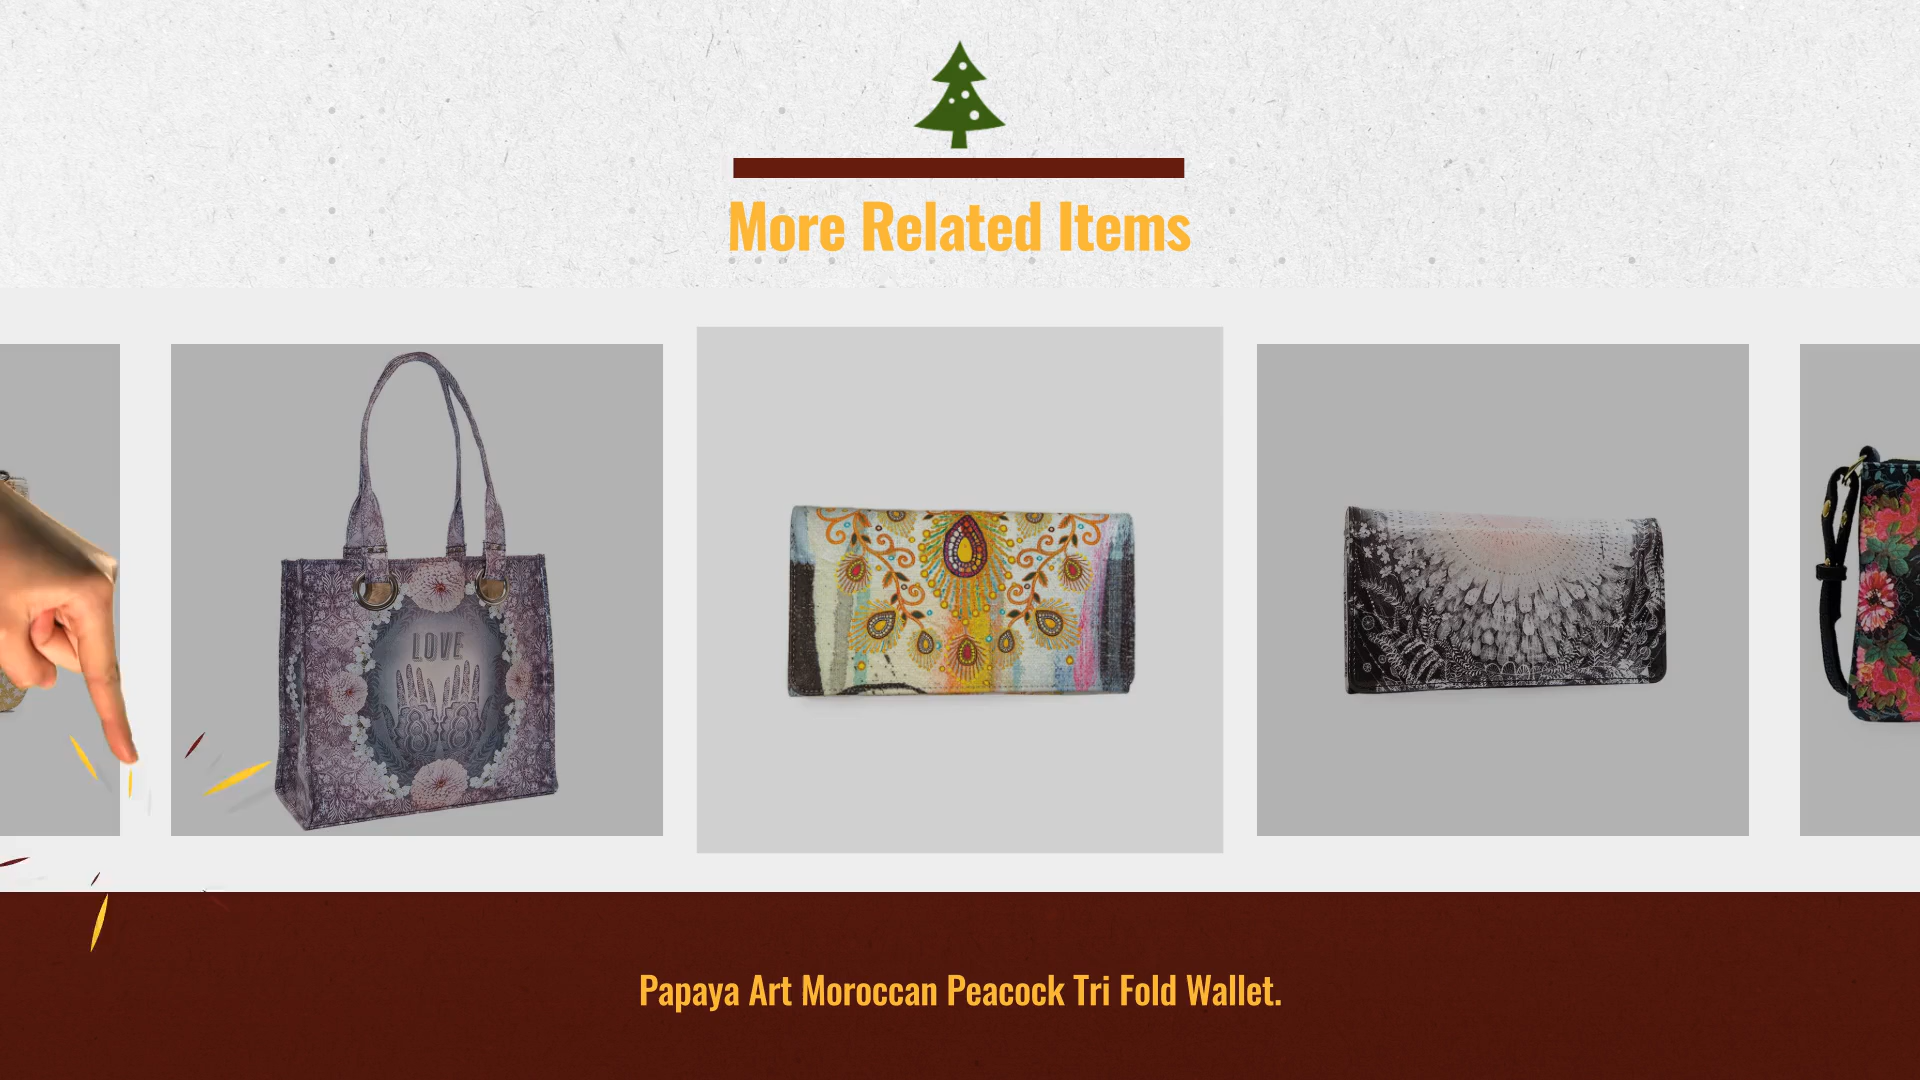 More Related Items
LOVE
Papaya Art Moroccan Peacock Tri Fold Wallet.